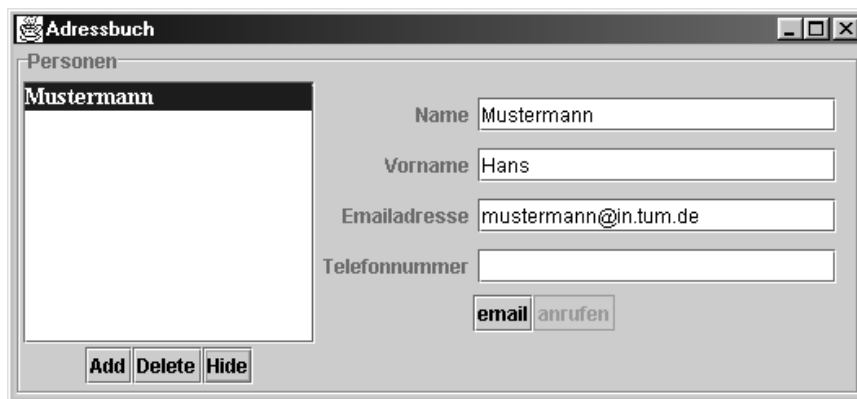 Adressbuch
Personen
Mustermann
Name Mustermann
Vorname Hans
Emailadresse mustermann@in.tum.de
Telefonnummer
email anrufen
Add Delete Hide